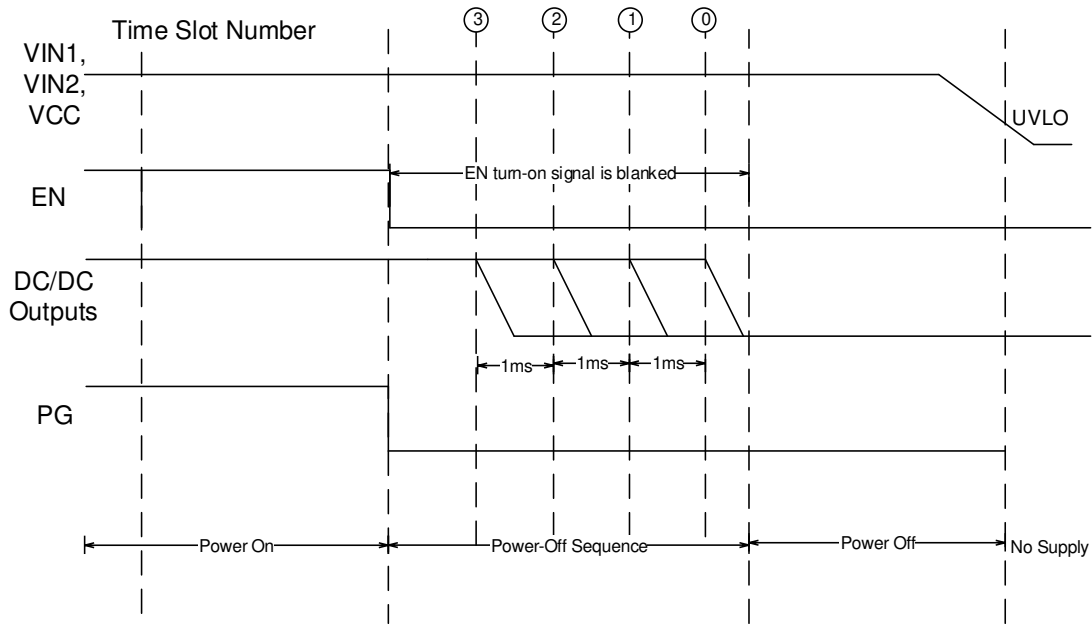 Time Slot Number
3
2
1
0
VIN1,
VIN2,
VCC
UVLO
EN turn-on signal is blanked
EN
DC/DC
Outputs
1ms
1ms
1ms
PG
Power On
Power-Off Sequence
Power Off
No Supply